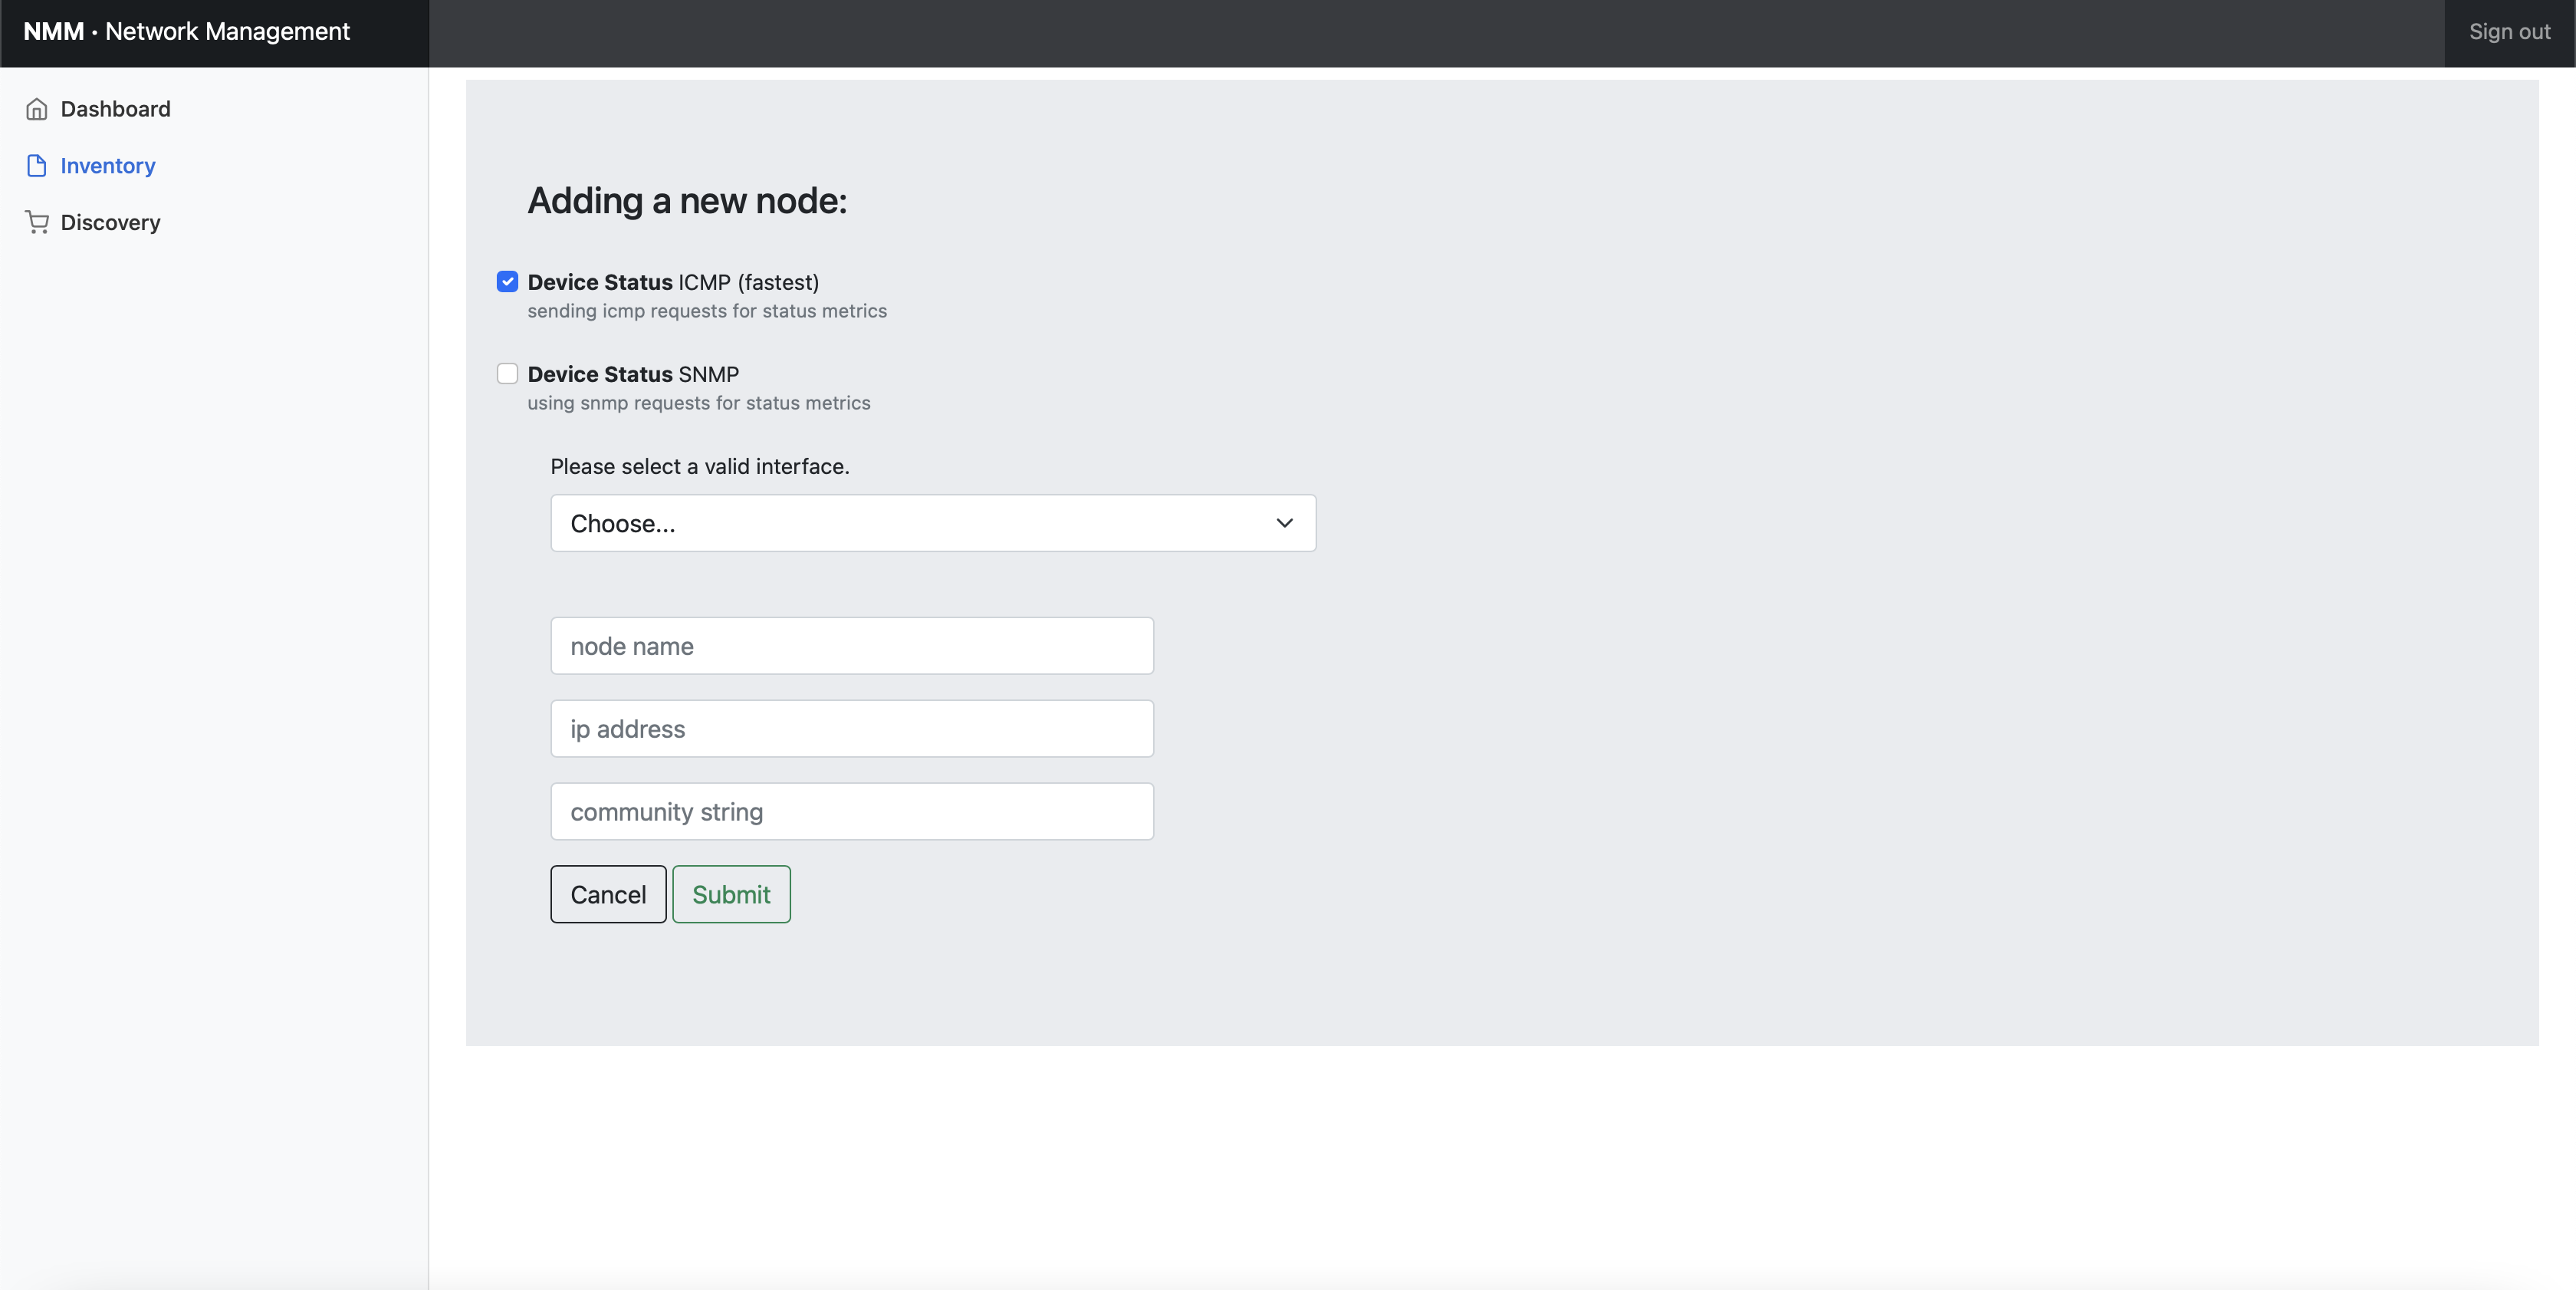 NMM · Network Management
Sign out
Dashboard
Inventory
Discovery
Adding a new node:
Device Status ICMP (fastest)
sending icmp requests for status metrics
Device Status SNMP
using snmp requests for status metrics
Please select a valid interface.
Choose...
node name
ip address
community string
Cancel Submit